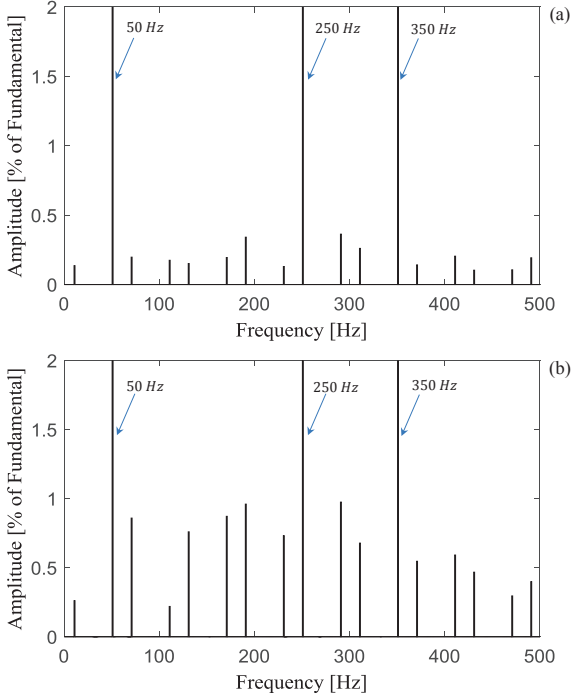 (a)
2
1.5
1
0.5
0
50 Hz
250 Hz
350 Hz
0 100 200 300 400 500
Amplitude [% of Fundamental]
Frequency [Hz]
(b)
2
1.5
1
0.5
0
50 Hz
250 Hz
350 Hz
0 100 200 300 400 500
Amplitude [% of Fundamental]
Frequency [Hz]